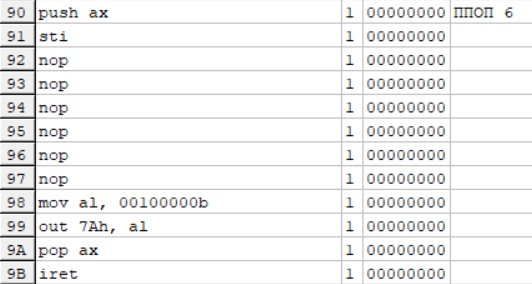 90 push ax 1 00000000 ППОП 6
91 sti 1 00000000
92 nop 1 00000000
93 nop 1 00000000
94 nop 1 00000000
95 nop 1 00000000
96 nop 1 00000000
97 nop 1 00000000
98 mov al, 00100000b 1 00000000
99 out 7Ah, al 1 00000000
9A pop ax 1 00000000
9B iret 1 00000000